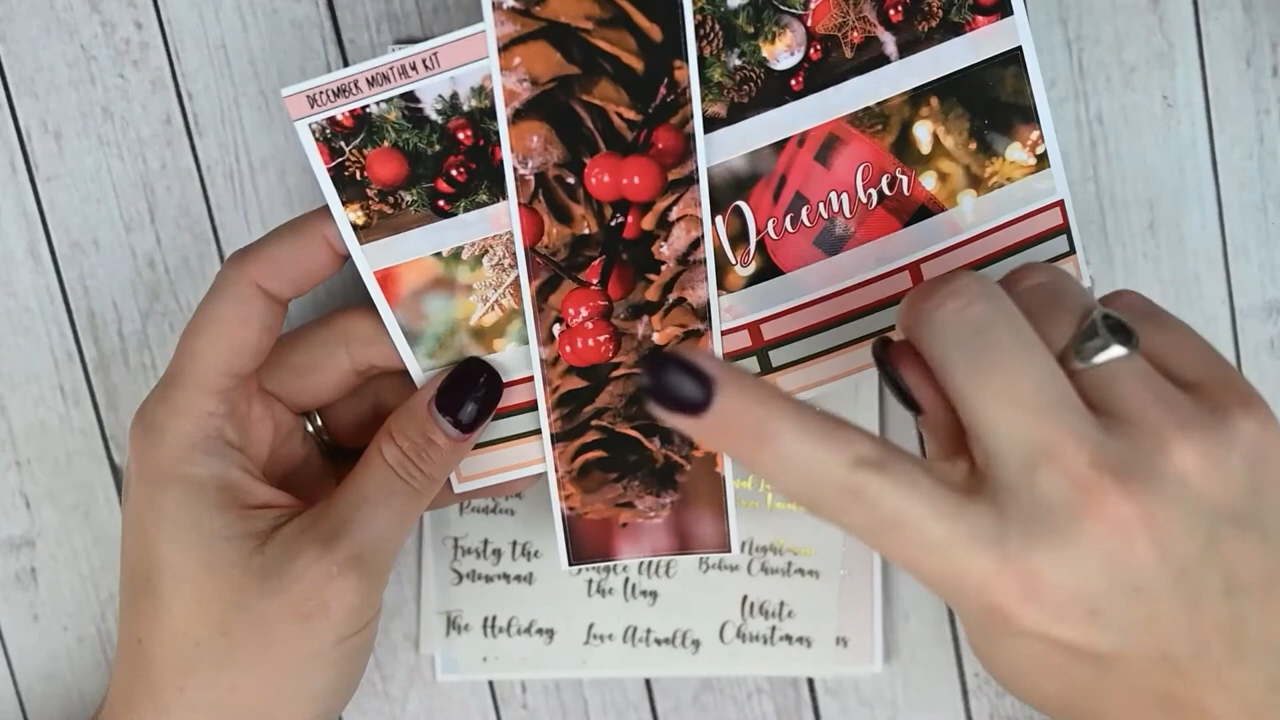 DECEMBER MONTHLY KIT
December
Reindeer
Frosty the
Snowman
Jingle All
the Way
Night
Before Christmas
The Holiday
Love Actually
White
Christmas
is